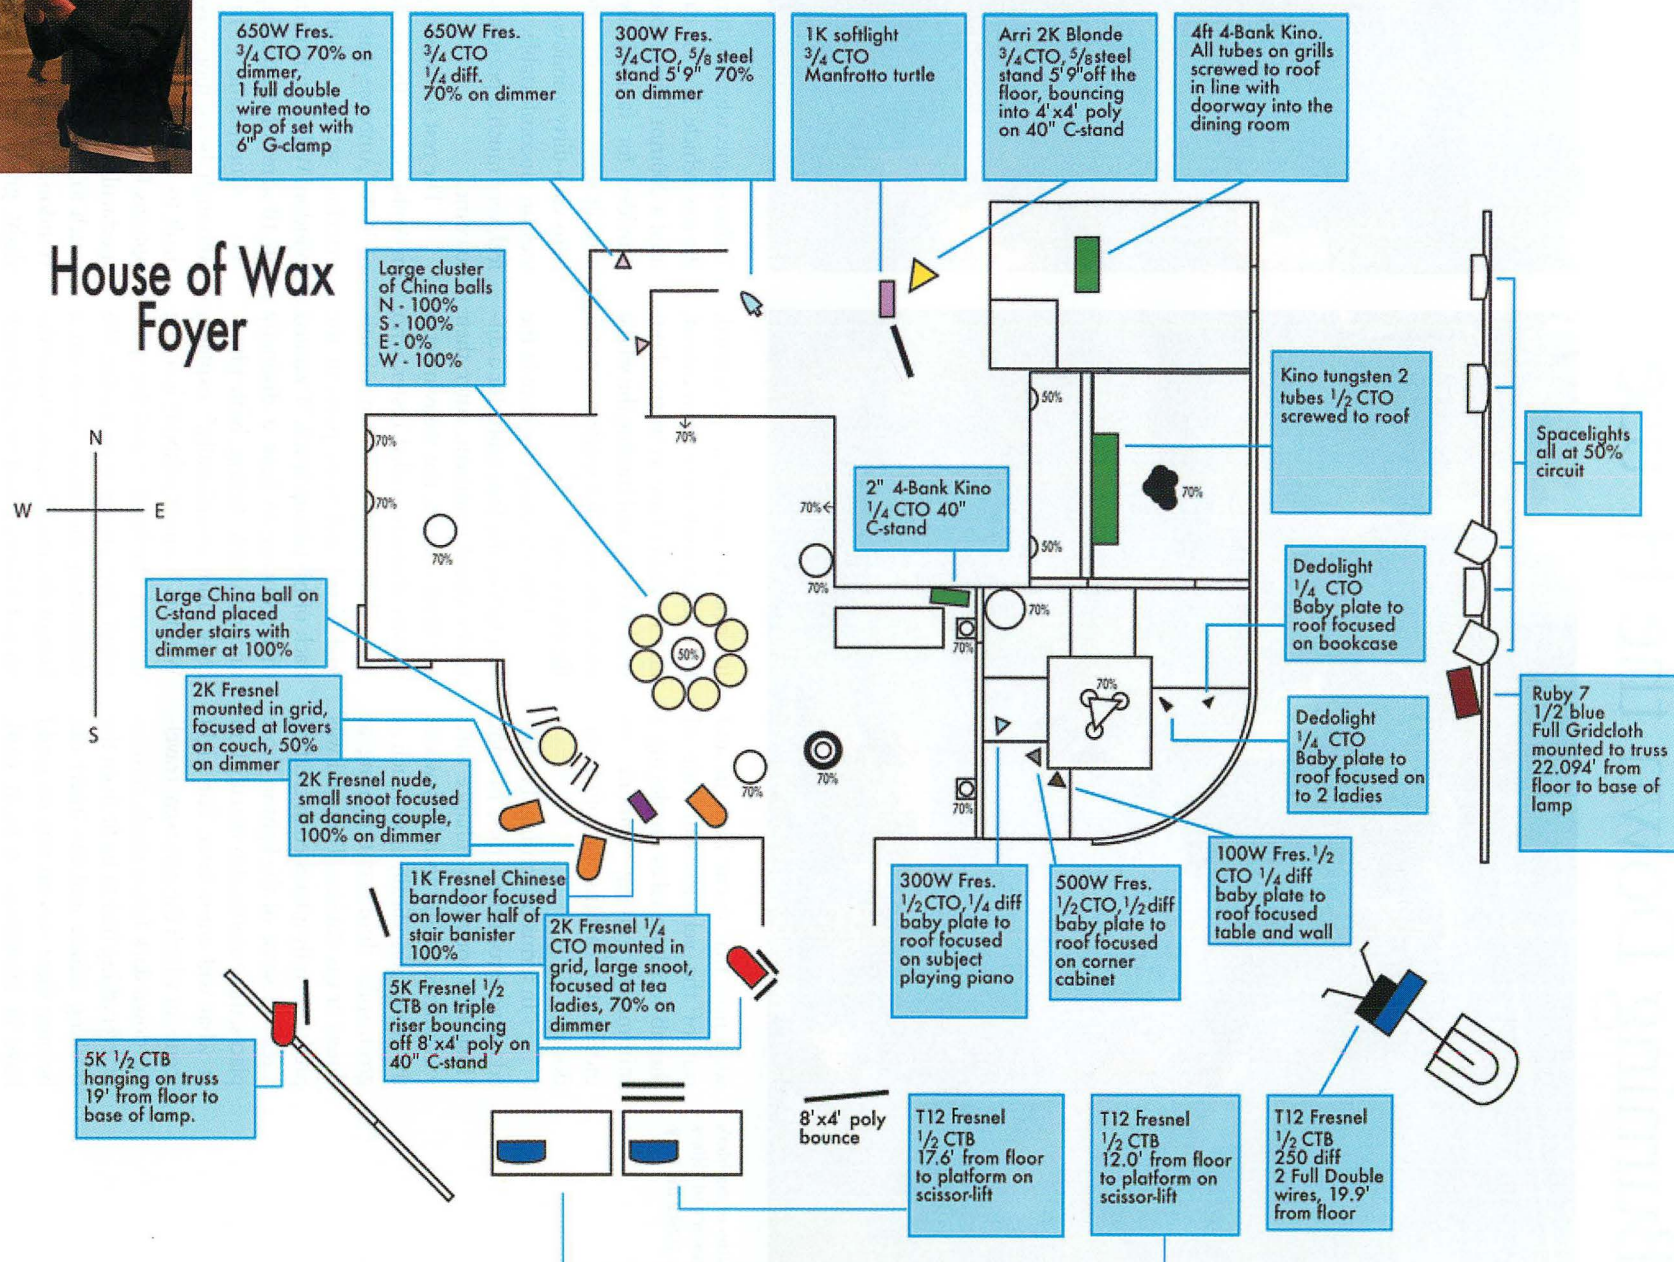 650W Fres.
3/4 CTO 70% on
dimmer,
1 full double
wire mounted to
top of set with
6" G-clamp
650W Fres.
3/4 CTO
1/4 diff.
70% on dimmer
300W Fres.
3/4CTO, 5/8 steel
stand 5'9" 70%
on dimmer
1K softlight
3/4 CTO
Manfrotto turtle
Arri 2K Blonde
3/4CTO, 5/8steel
stand 5'9"off the
floor, bouncing
into 4'x4' poly
on 40" C-stand
4ft 4-Bank Kino.
All tubes on grills
screwed to roof
in line with
doorway into the
dining room
House of Wax
Foyer
Large cluster
of China balls
N - 100%
S - 100%
E - 0%
W - 100%
N
W
E
S
70%
70%
70%
70%
70%
70%
50%
70%
70%
50%
50%
70%
70%
70%
70%
70%
Kino tungsten 2
tubes 1/2 CTO
screwed to roof
Spacelights
all at 50%
circuit
2" 4-Bank Kino
1/4 CTO 40"
C-stand
Dedolight
1/4 CTO
Baby plate to
roof focused
on bookcase
Large China ball on
C-stand placed
under stairs with
dimmer at 100%
2K Fresnel
mounted in grid,
focused at lovers
on couch, 50%
on dimmer
Dedolight
1/4 CTO
Baby plate to
roof focused on
to 2 ladies
Ruby 7
1/2 blue
Full Gridcloth
mounted to truss
22.094' from
floor to base of
lamp
2K Fresnel nude,
small snoot focused
at dancing couple,
100% on dimmer
1K Fresnel Chinese
barndoor focused
on lower half of
stair banister
100%
2K Fresnel 1/4
CTO mounted in
grid, large snoot,
focused at tea
ladies, 70% on
dimmer
300W Fres.
1/2CTO, 1/4 diff
baby plate to
roof focused
on subject
playing piano
500W Fres.
1/2CTO,1/2diff
baby plate to
roof focused
on corner
cabinet
100W Fres.1/2
CTO 1/4 diff
baby plate to
roof focused
table and wall
5K Fresnel 1/2
CTB on triple
riser bouncing
off 8'x4' poly on
40" C-stand
5K 1/2 CTB
hanging on truss
19' from floor to
base of lamp.
8'x4' poly
bounce
T12 Fresnel
1/2 CTB
17.6' from floor
to platform on
scissor-lift
T12 Fresnel
1/2 CTB
12.0' from floor
to platform on
scissor-lift
T12 Fresnel
1/2 CTB
250 diff
2 Full Double
wires, 19.9'
from floor